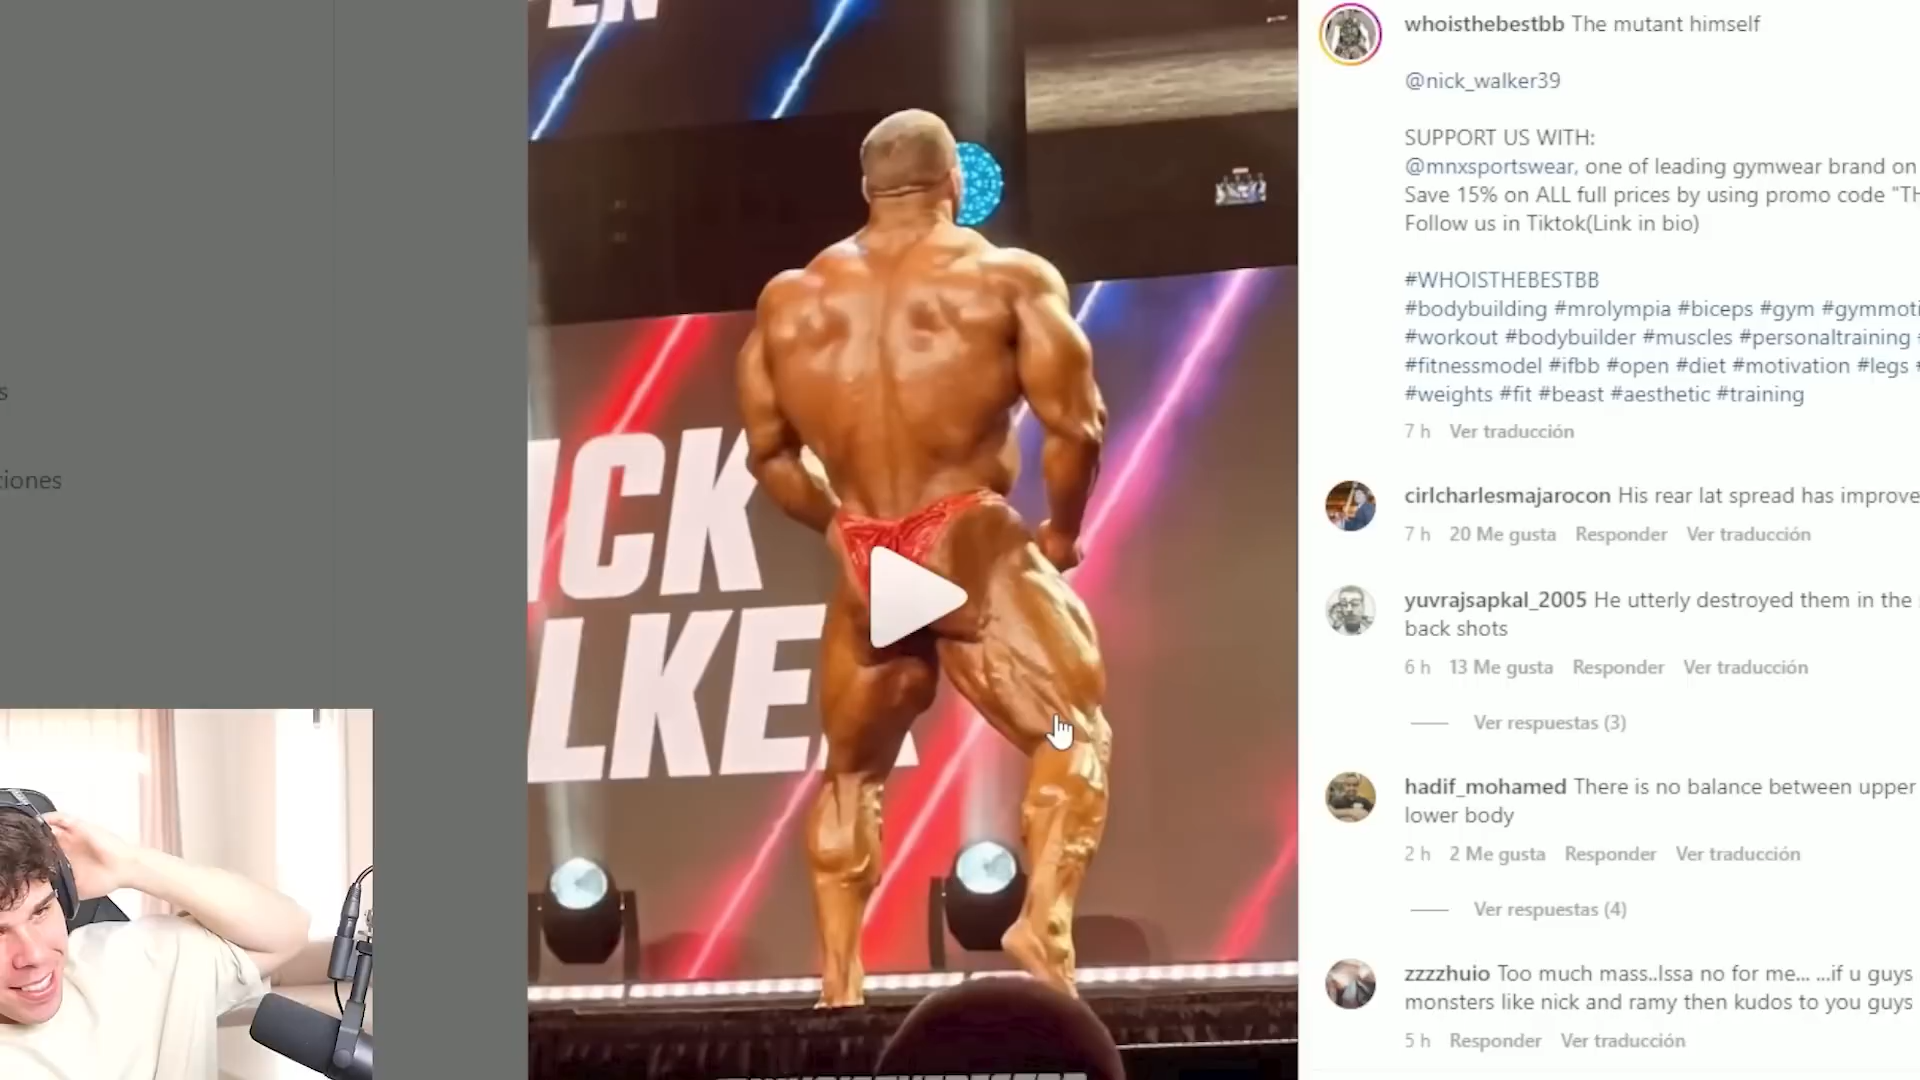 whoisthebestbb The mutant himself
@nick_walker39
SUPPORT US WITH:
@mnxsportswear, one of leading gymwear brand on
Save 15% on ALL full prices by using promo code "TH
Follow us in Tiktok(Link in bio)
#WHOISTHEBESTBB
#bodybuilding #mrolympia #biceps #gym #gymmoti
#workout #bodybuilder #muscles #personaltraining
#fitnessmodel #ifbb #open #diet #motivation #legs
#weights #fit #beast #aesthetic #training
7 h Ver traducción
cirlcharlesmajarocon His rear lat spread has improve
7 h 20 Me gusta Responder Ver traducción
yuvrajsapkal_2005 He utterly destroyed them in the
back shots
6 h 13 Me gusta Responder Ver traducción
Ver respuestas (3)
hadif_mohamed There is no balance between upper
lower body
2 h 2 Me gusta Responder Ver traducción
Ver respuestas (4)
zzzzhuio Too much mass..Issa no for me... ...if u guys
monsters like nick and ramy then kudos to you guys
5 h Responder Ver traducción
EN
ICK
LKER
s
ciones